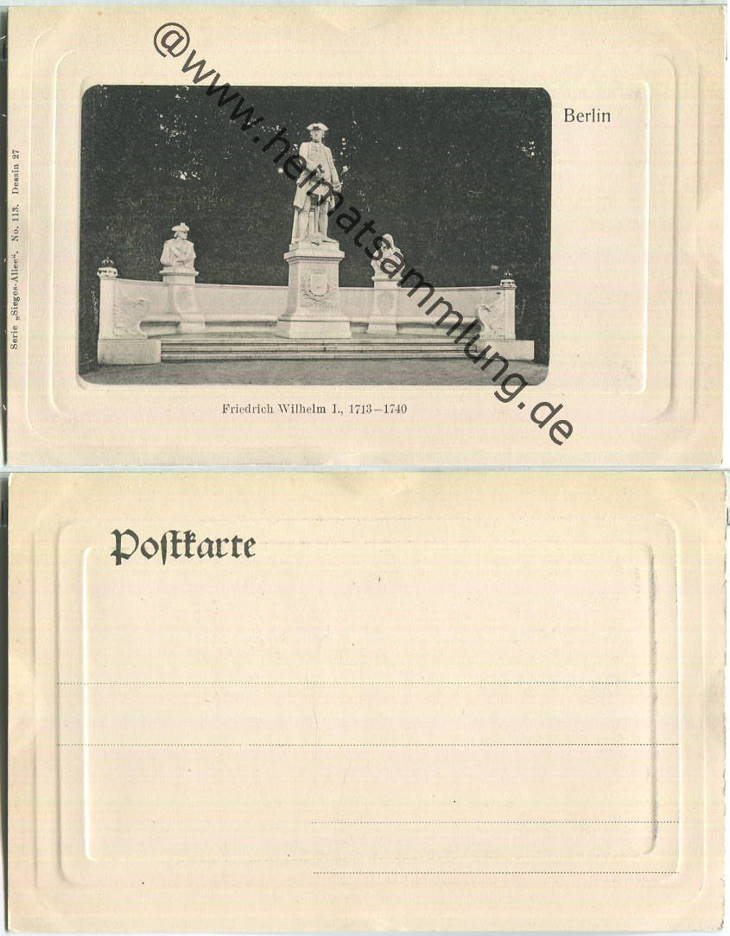 Berlin
Serie „Sieges-Allee“. No. 113. Dessin 27
@www.heimatsammlung.de
Friedrich Wilhelm I., 1713—1740
Postkarte